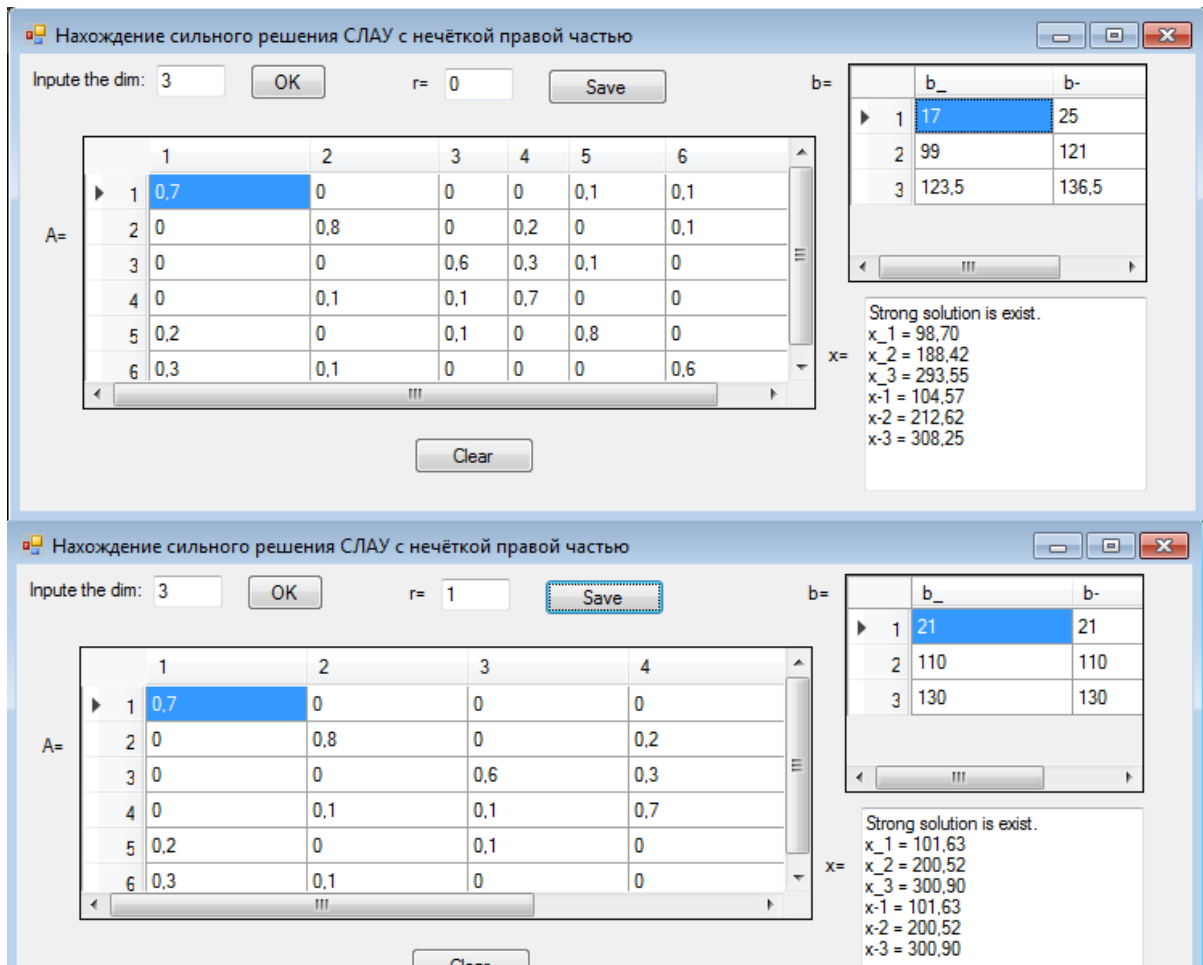 Нахождение сильного решения СЛАУ с нечёткой правой частью
Inpute the dim: 3 OK r= 0 Save b=
b_ b-
1 17 25
2 99 121
3 123,5 136,5
A=
1 2 3 4 5 6
1 0,7 0 0 0 0,1 0,1
2 0 0,8 0 0,2 0 0,1
3 0 0 0,6 0,3 0,1 0
4 0 0,1 0,1 0,7 0 0
5 0,2 0 0,1 0 0,8 0
6 0,3 0,1 0 0 0 0,6
x=
Strong solution is exist.
x_1 = 98,70
x_2 = 188,42
x_3 = 293,55
x-1 = 104,57
x-2 = 212,62
x-3 = 308,25
Clear
Нахождение сильного решения СЛАУ с нечёткой правой частью
Inpute the dim: 3 OK r= 1 Save b=
b_ b-
1 21 21
2 110 110
3 130 130
A=
1 2 3 4
1 0,7 0 0 0
2 0 0,8 0 0,2
3 0 0 0,6 0,3
4 0 0,1 0,1 0,7
5 0,2 0 0,1 0
6 0,3 0,1 0 0
x=
Strong solution is exist.
x_1 = 101,63
x_2 = 200,52
x_3 = 300,90
x-1 = 101,63
x-2 = 200,52
x-3 = 300,90
Clear